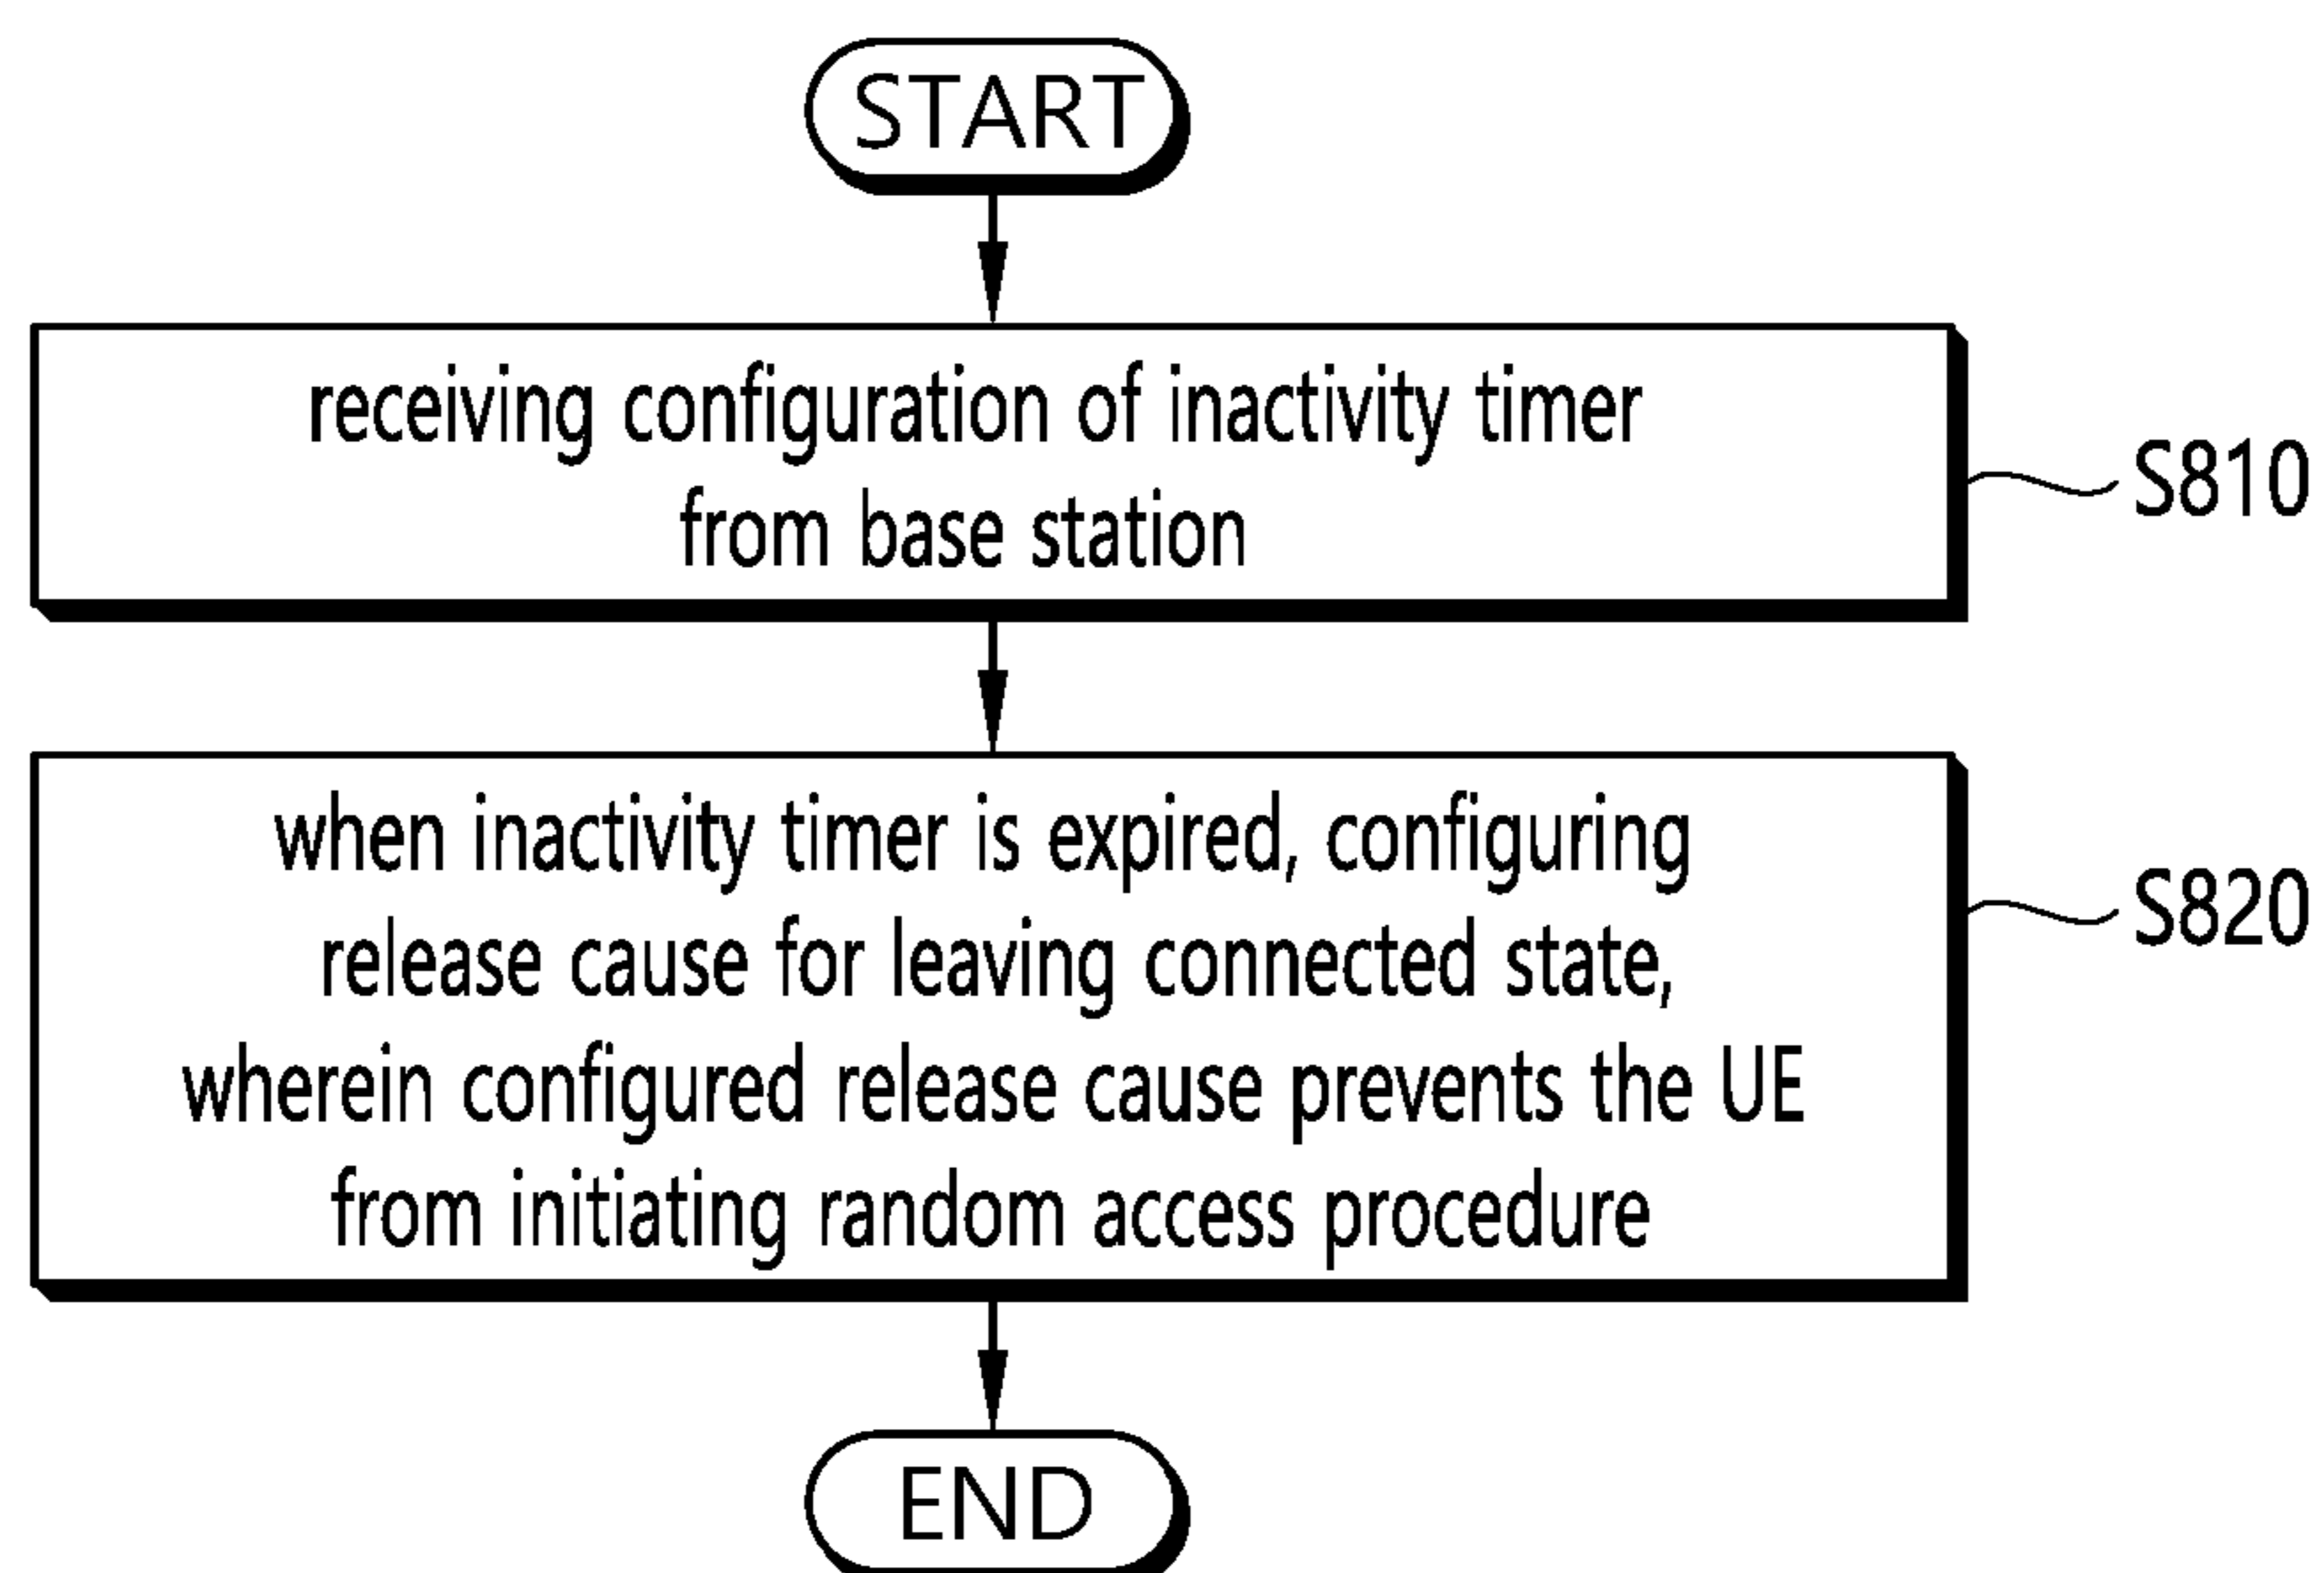 START
receiving configuration of inactivity timer
from base station
S810
when inactivity timer is expired, configuring
release cause for leaving connected state,
wherein configured release cause prevents the UE
from initiating random access procedure
S820
END